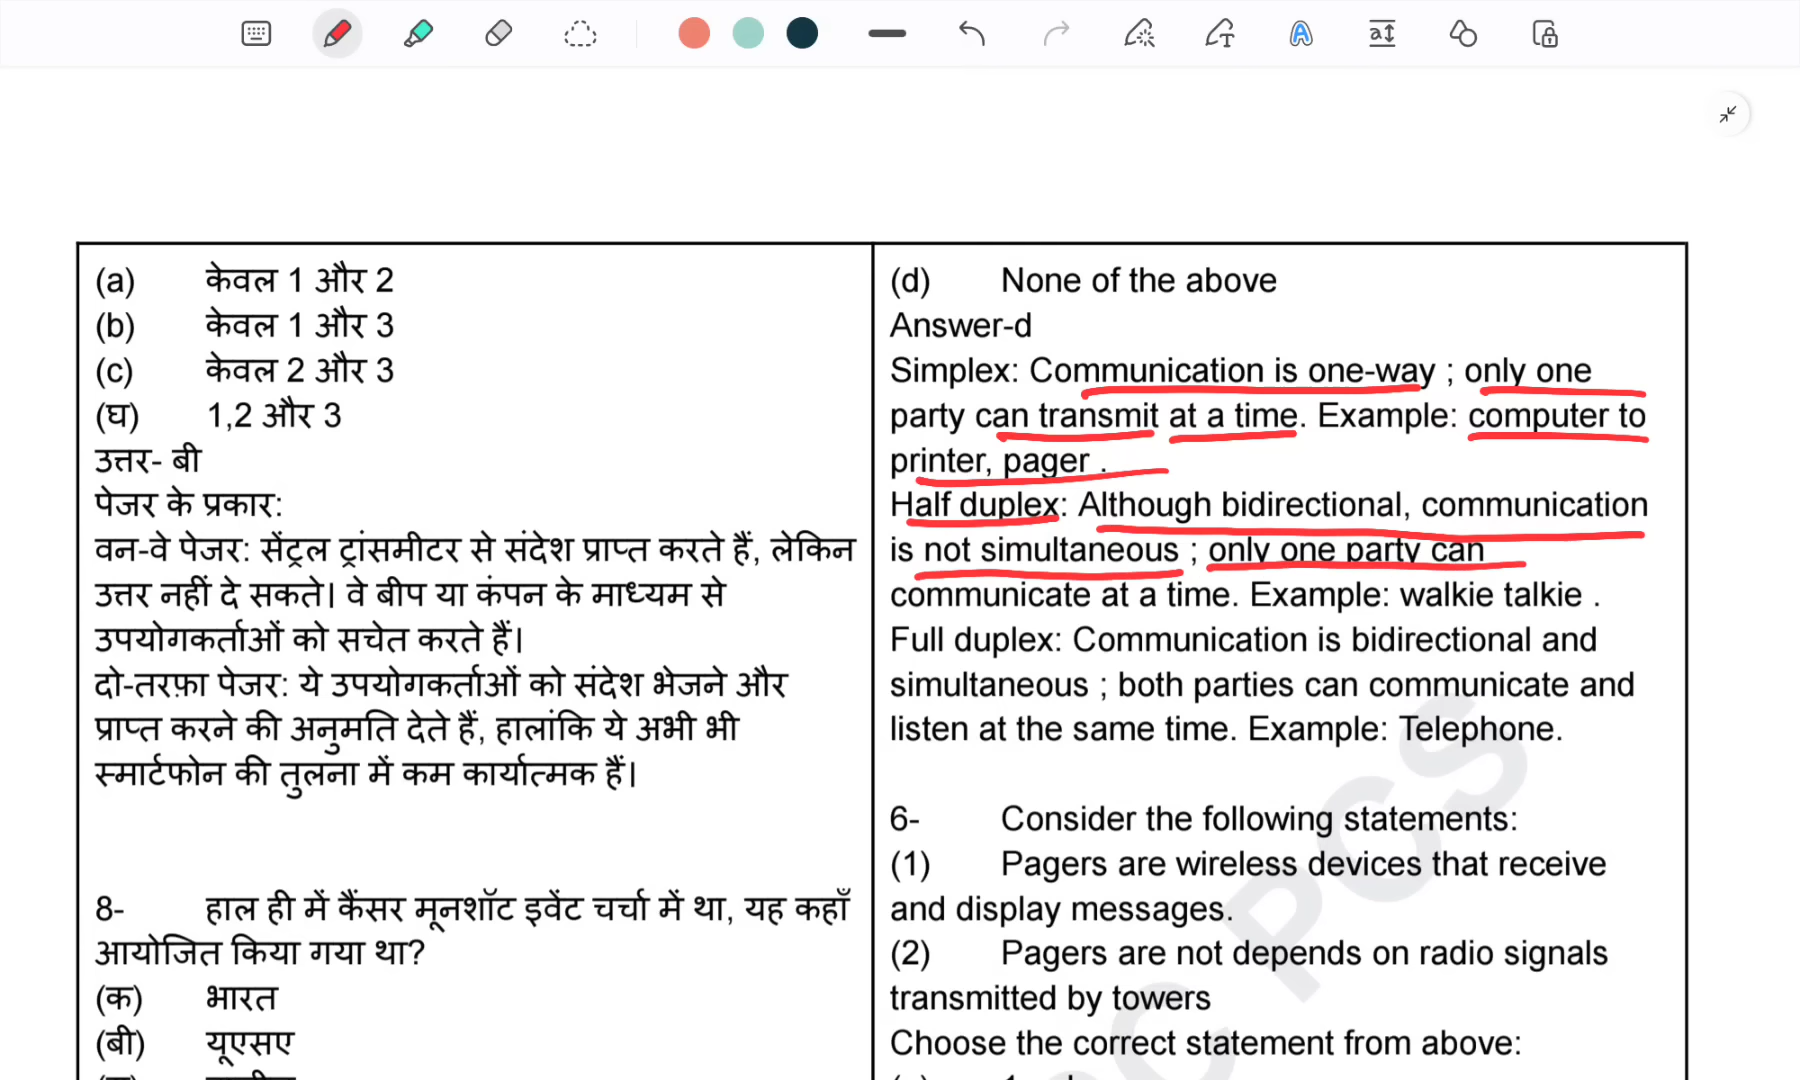 (a) केवल 1 और 2
(b) केवल 1 और 3
(c) केवल 2 और 3
(घ) 1,2 और 3
उत्तर- बी
पेजर के प्रकार:
वन-वे पेजर: सेंट्रल ट्रांसमीटर से संदेश प्राप्त करते हैं, लेकिन
उत्तर नहीं दे सकते। वे बीप या कंपन के माध्यम से
उपयोगकर्ताओं को सचेत करते हैं।
दो-तरफ़ा पेजर: ये उपयोगकर्ताओं को संदेश भेजने और
प्राप्त करने की अनुमति देते हैं, हालांकि ये अभी भी
स्मार्टफोन की तुलना में कम कार्यात्मक हैं।
8- हाल ही में कैंसर मूनशॉट इवेंट चर्चा में था, यह कहाँ
आयोजित किया गया था?
(क) भारत
(बी) यूएसए
(d) None of the above
Answer-d
Simplex: Communication is one-way ; only one
party can transmit at a time. Example: computer to
printer, pager .
Half duplex: Although bidirectional, communication
is not simultaneous ; only one party can
communicate at a time. Example: walkie talkie .
Full duplex: Communication is bidirectional and
simultaneous ; both parties can communicate and
listen at the same time. Example: Telephone.
6- Consider the following statements:
(1) Pagers are wireless devices that receive
and display messages.
(2) Pagers are not depends on radio signals
transmitted by towers
Choose the correct statement from above: